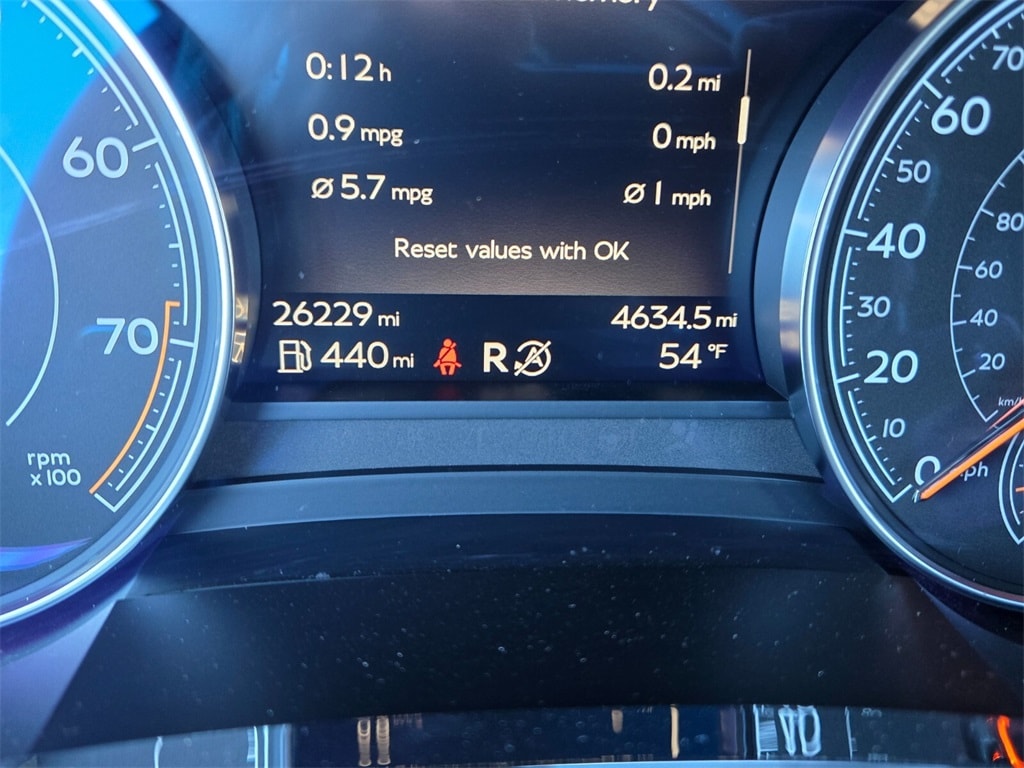 0:12 h 0.2 mi
0.9 mpg 0 mph
Ø 5.7 mpg Ø 1 mph
Reset values with OK
26229 mi 4634.5 mi
440 mi R A 54 °F
60
70
rpm
x100
70
60
50
40
30
20
10
0
mph
80
60
40
20
km/h